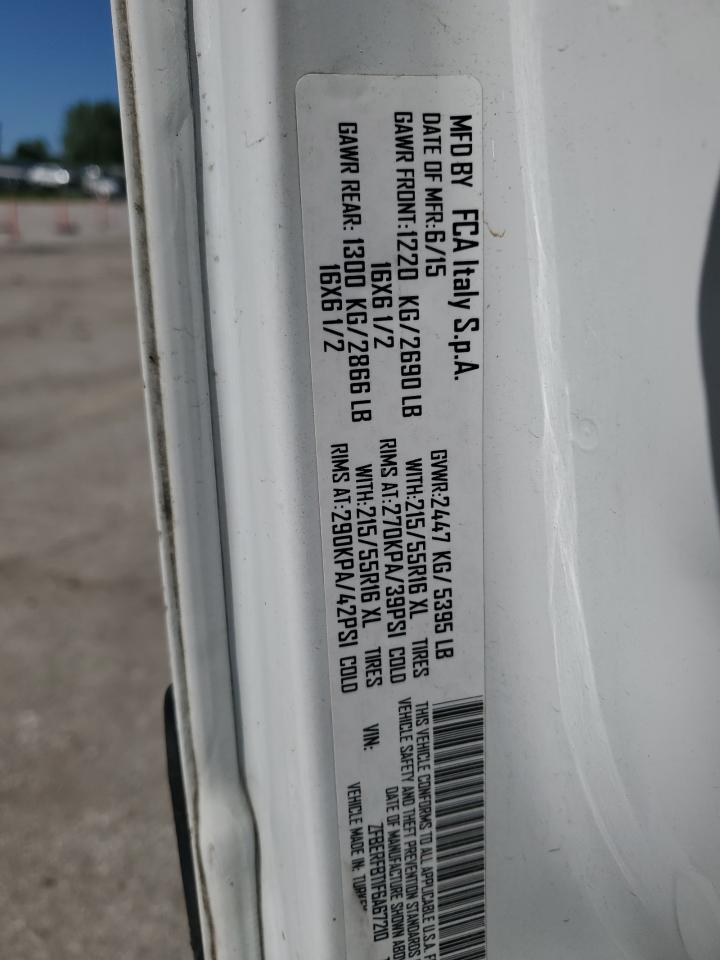 MFD BY FCA Italy S.p.A.
DATE OF MFR:6/15 GVWR:2447 KG/5395 LB
GAWR FRONT:1220 KG/2690 LB WITH:215/55R16 XL TIRES
16X6 1/2 RIMS AT:270KPA/39PSI COLD
GAWR REAR: 1300 KG/2866 LB WITH:215/55R16 XL TIRES
16X6 1/2 RIMS AT:290KPA/42PSI COLD
THIS VEHICLE CONFORMS TO ALL APPLICABLE U.S.A.
VEHICLE SAFETY AND THEFT PREVENTION STANDARDS
DATE OF MANUFACTURE SHOWN
VIN:
VEHICLE MADE IN: TURKEY